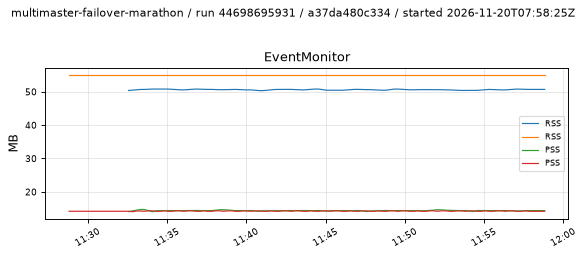 multimaster-failover-marathon / run 44698695931 / a37da480c334 / started 2026-11-20T07:58:25Z
EventMonitor
MB
50
40
30
20
RSS
RSS
PSS
PSS
11:30
11:35
11:40
11:45
11:50
11:55
12:00